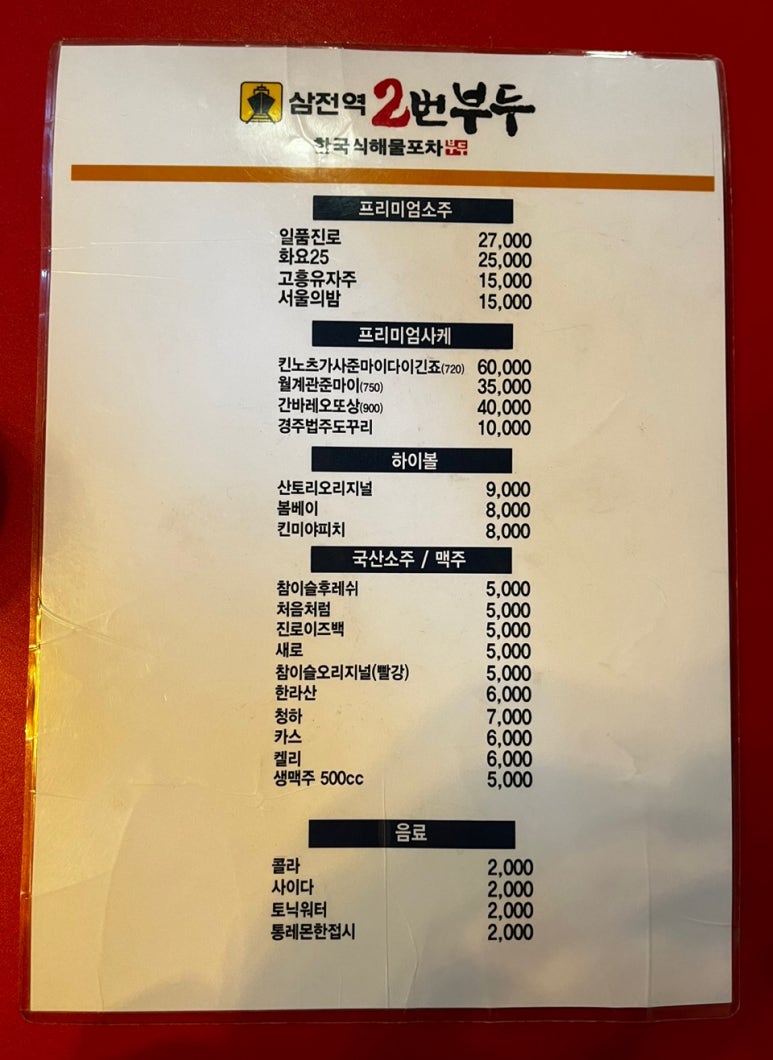 삼전역 2번부두
한국식해물포차 부두
프리미엄소주
일품진로 27,000
화요25 25,000
고흥유자주 15,000
서울의밤 15,000
프리미엄사케
킨노츠가사준마이다이긴죠(720) 60,000
월계관준마이(750) 35,000
간바레오또상(900) 40,000
경주법주도꾸리 10,000
하이볼
산토리오리지널 9,000
봄베이 8,000
킨미야피치 8,000
국산소주 / 맥주
참이슬후레쉬 5,000
처음처럼 5,000
진로이즈백 5,000
새로 5,000
참이슬오리지널(빨강) 5,000
한라산 6,000
청하 7,000
카스 6,000
켈리 6,000
생맥주 500cc 5,000
음료
콜라 2,000
사이다 2,000
토닉워터 2,000
통레몬한접시 2,000